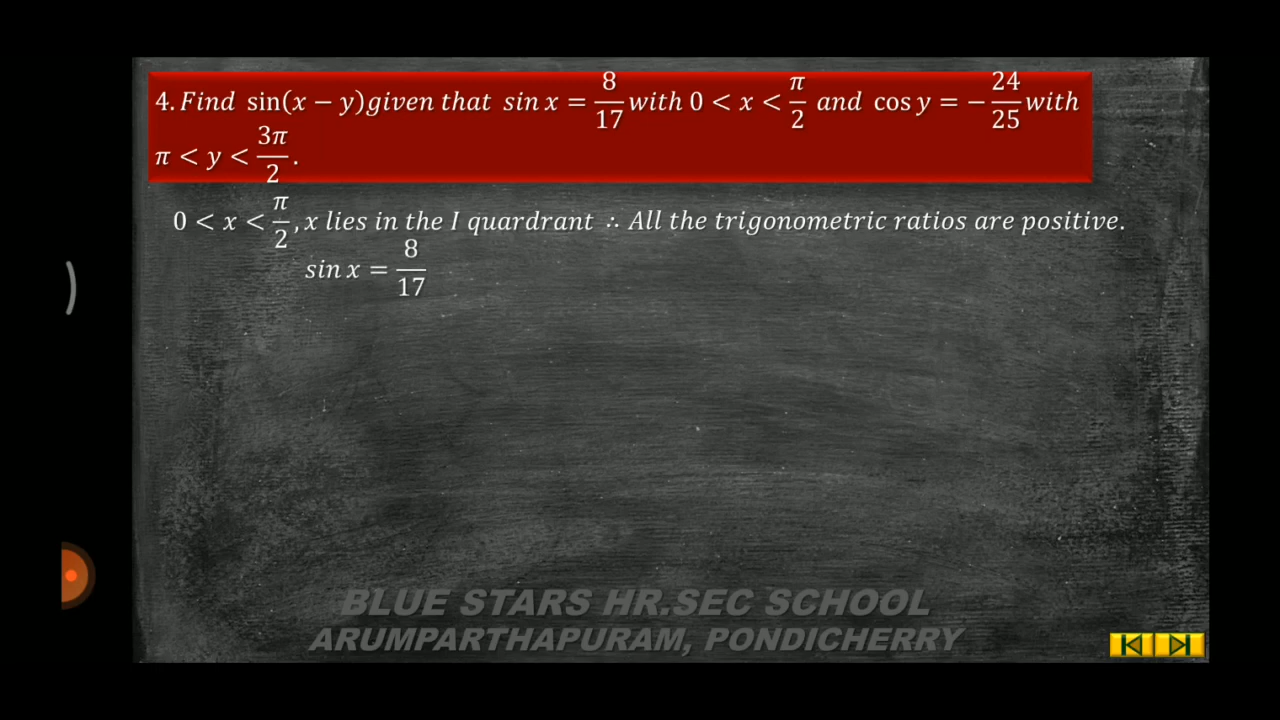 4. Find sin(x − y)given that sin x = 8/17 with 0 < x < π/2 and cos y = − 24/25 with
π < y < 3π/2 .
0 < x < π/2 , x lies in the I quardrant ∴ All the trigonometric ratios are positive.
sin x = 8/17
BLUE STARS HR.SEC SCHOOL
ARUMPARTHAPURAM, PONDICHERRY